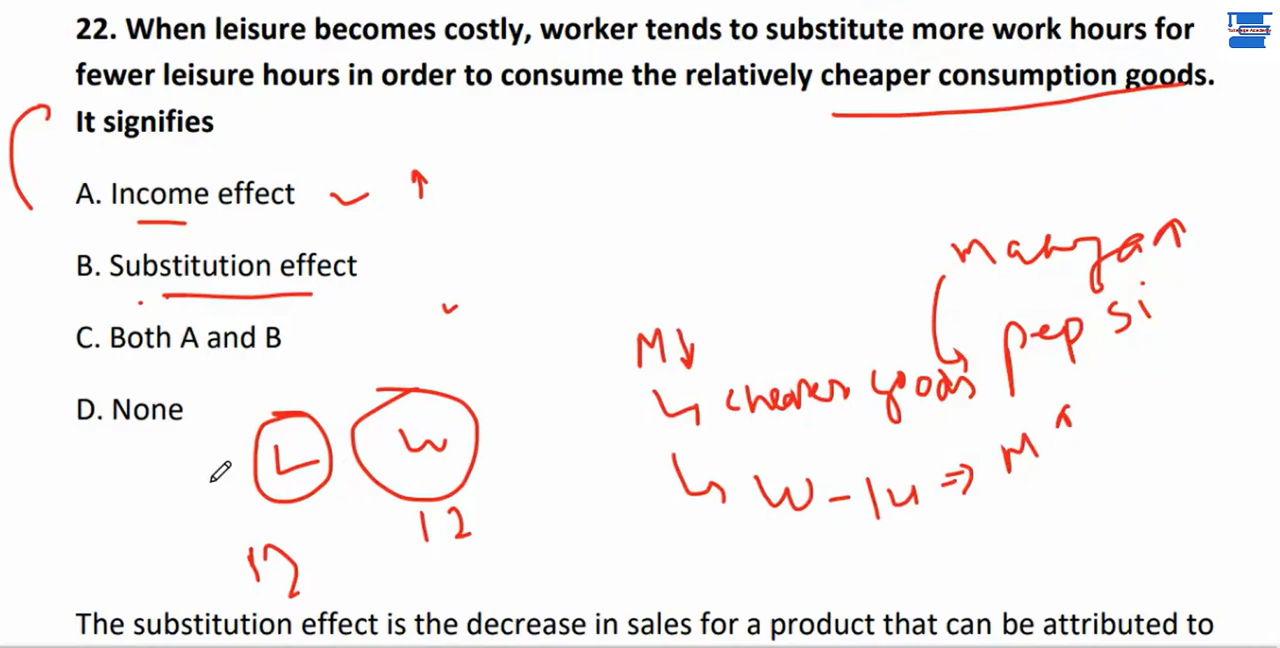 22. When leisure becomes costly, worker tends to substitute more work hours for
fewer leisure hours in order to consume the relatively cheaper consumption goods.
It signifies
A. Income effect
B. Substitution effect
C. Both A and B
D. None
pepsi
M↓
cheaper goods
L
W
W - 14 ⇒ M
12
12
The substitution effect is the decrease in sales for a product that can be attributed to